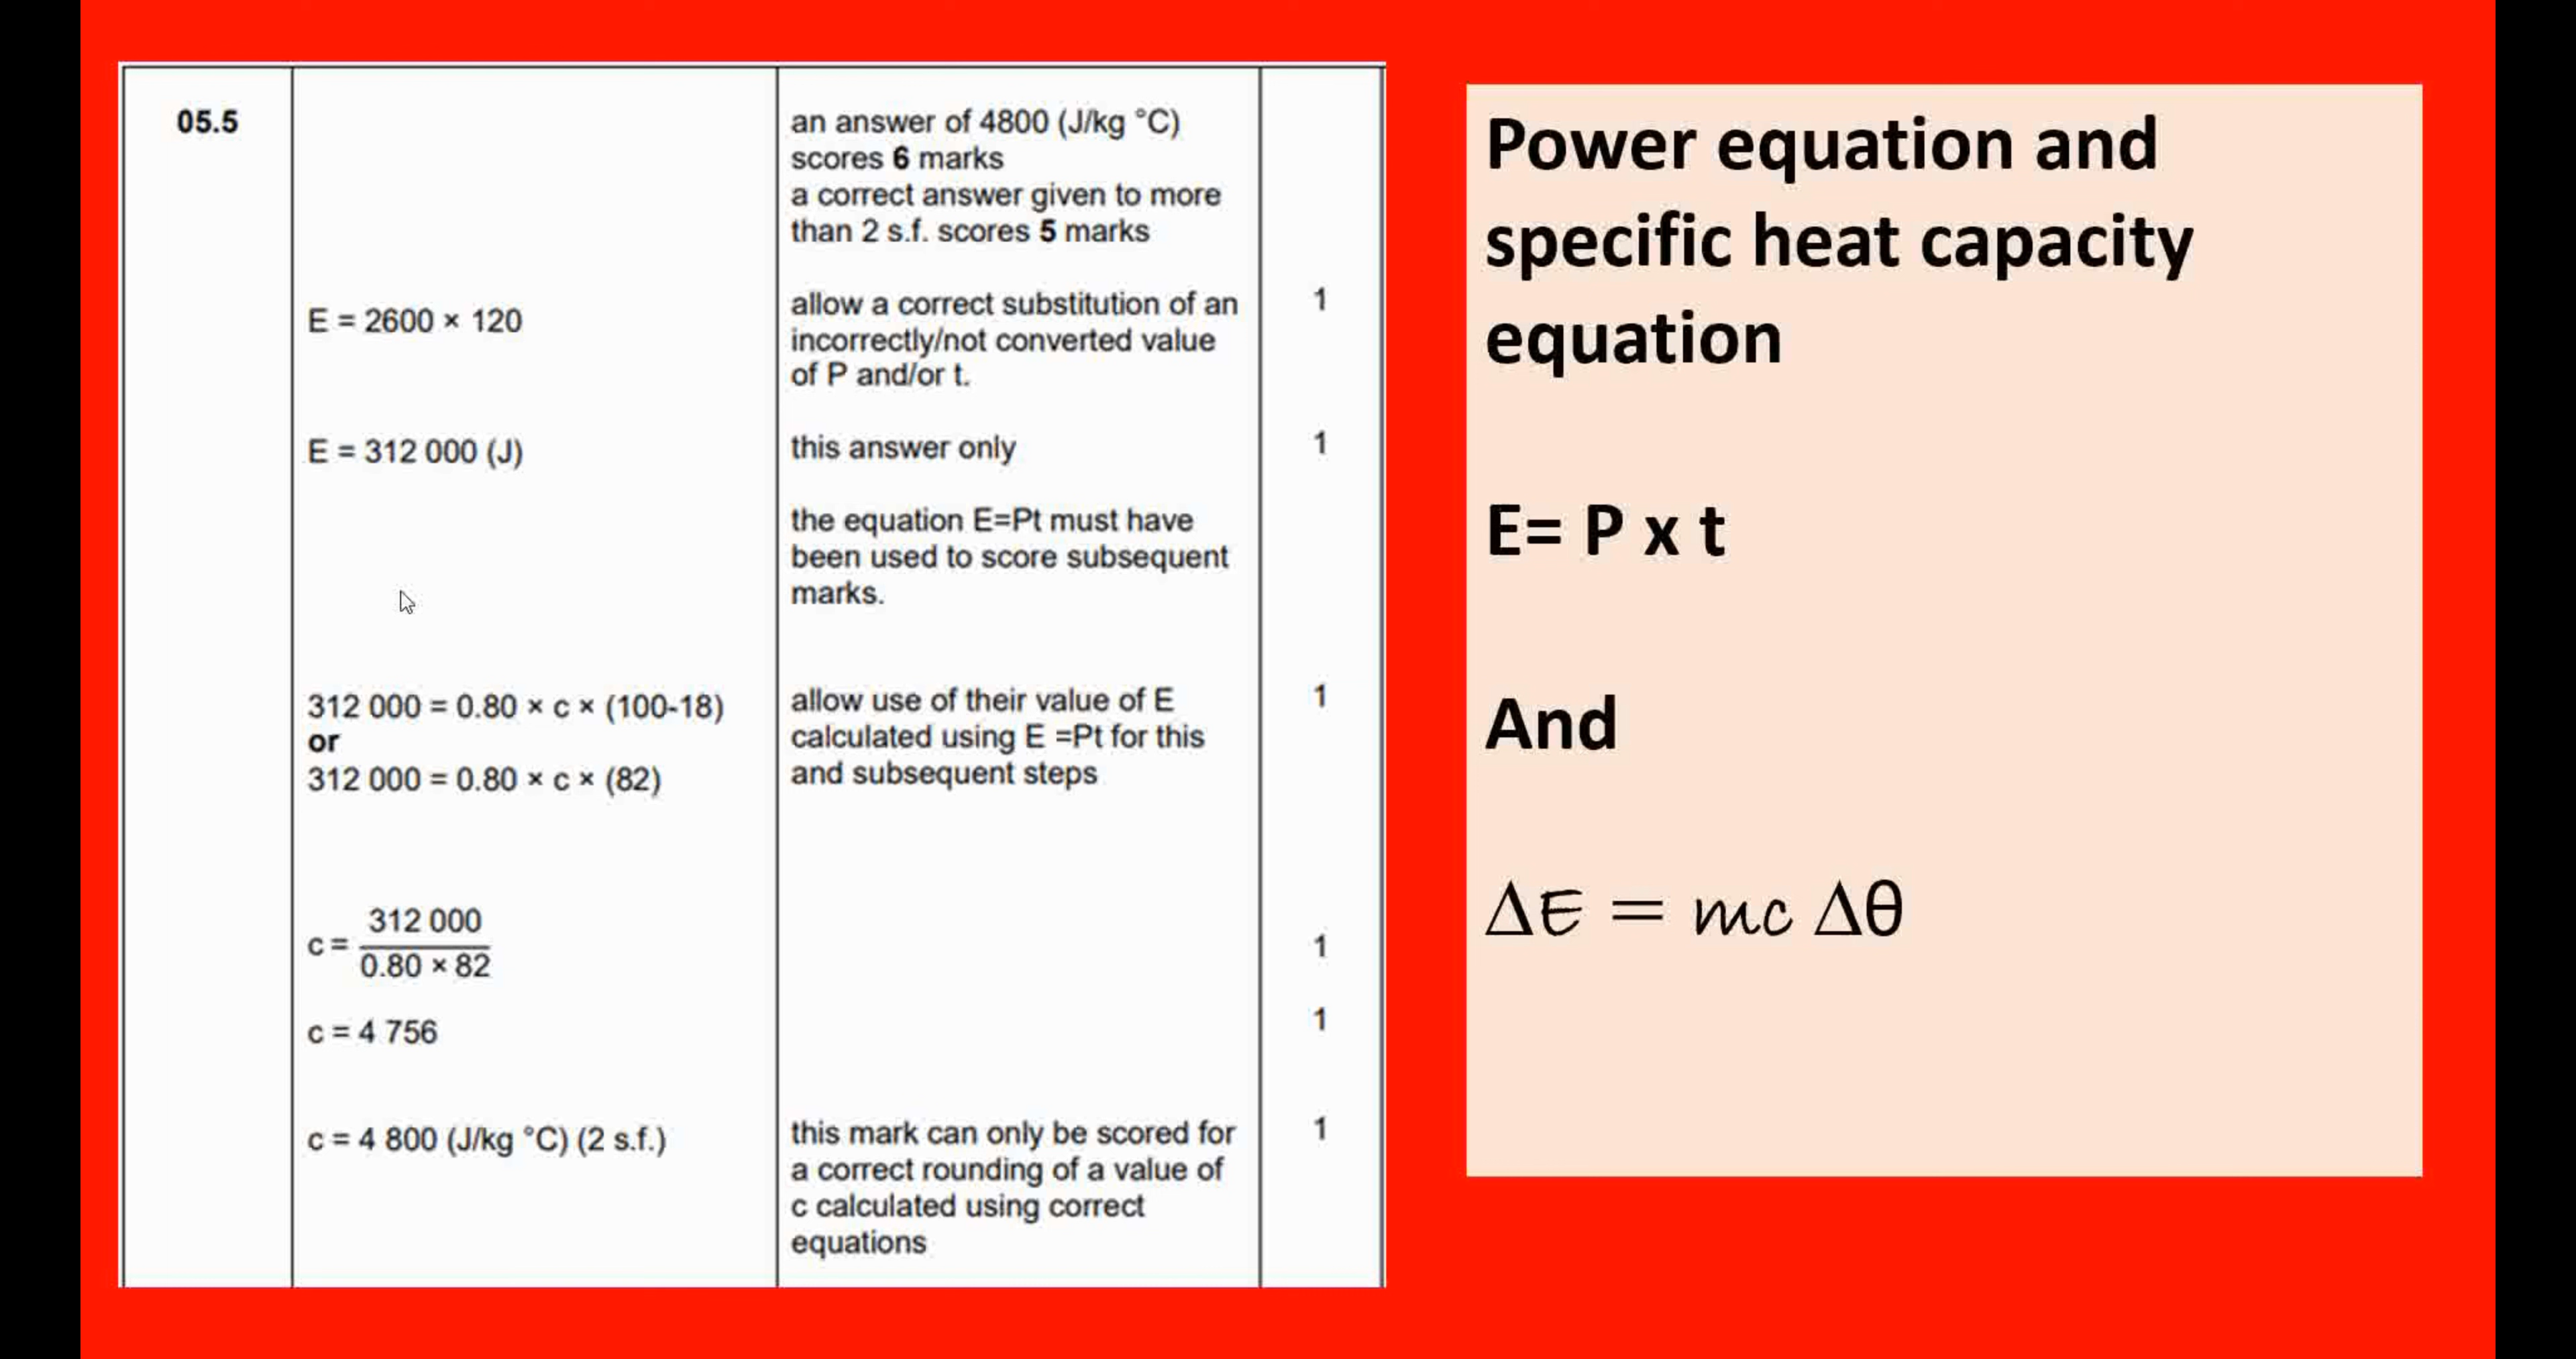 05.5
an answer of 4800 (J/kg °C)
scores 6 marks
a correct answer given to more
than 2 s.f. scores 5 marks
E = 2600 × 120
allow a correct substitution of an
incorrectly/not converted value
of P and/or t.
1
E = 312 000 (J)
this answer only
1
the equation E=Pt must have
been used to score subsequent
marks.
312 000 = 0.80 × c × (100-18)
or
312 000 = 0.80 × c × (82)
allow use of their value of E
calculated using E =Pt for this
and subsequent steps
1
c = 312 000
0.80 × 82
1
c = 4 756
1
c = 4 800 (J/kg °C) (2 s.f.)
this mark can only be scored for
a correct rounding of a value of
c calculated using correct
equations
1
Power equation and
specific heat capacity
equation
E= P x t
And
ΔE = mc Δθ